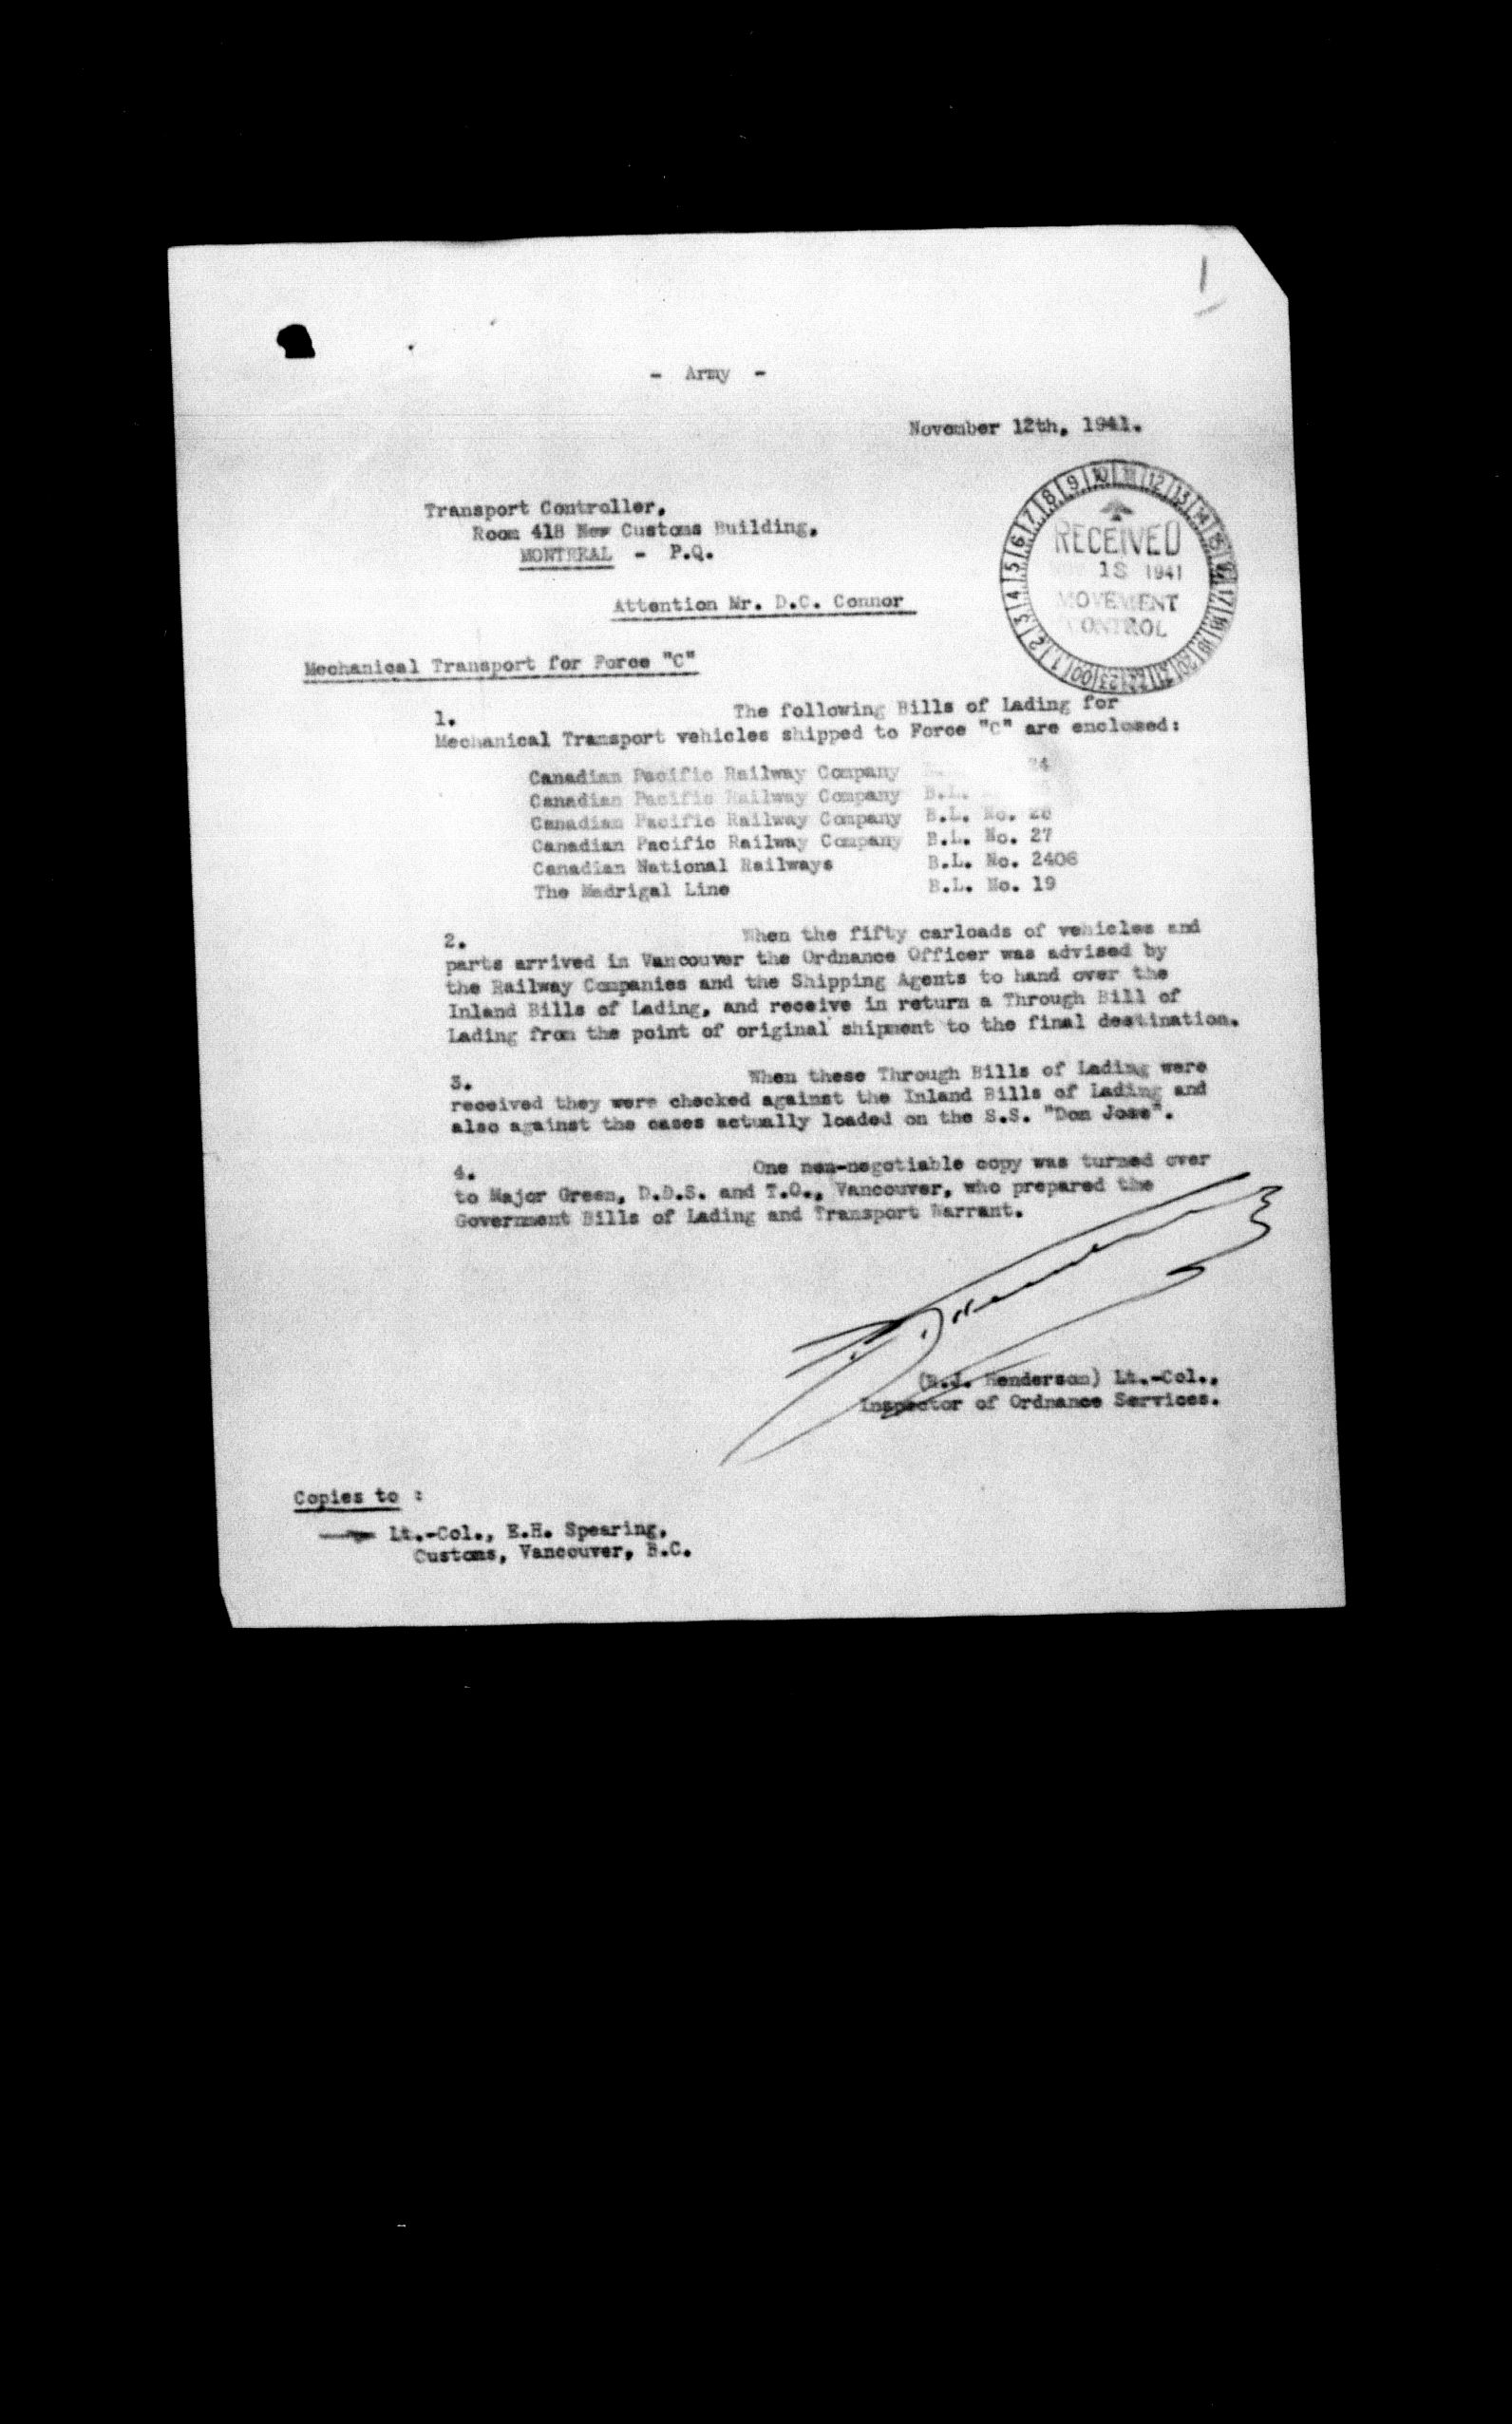 - Army -
November 12th, 1941.
Transport Controller,
Room 418 New Customs Building,
MONTREAL - P.Q.
RECEIVED
1941
MOVEMENT
CONTROL
Attention Mr. D.C. Connor
Mechanical Transport for Force "C"
1. The following Bills of Lading for
Mechanical Transport vehicles shipped to Force "C" are enclosed:
Canadian Pacific Railway Company 24
Canadian Pacific Railway Company B.L.
Canadian Pacific Railway Company B.L. No. 26
Canadian Pacific Railway Company B.L. No. 27
Canadian National Railways B.L. No. 2406
The Madrigal Line B.L. No. 19
2. When the fifty carloads of vehicles and
parts arrived in Vancouver the Ordnance Officer was advised by
the Railway Companies and the Shipping Agents to hand over the
Inland Bills of Lading, and receive in return a Through Bill of
Lading from the point of original shipment to the final destination.
3. When these Through Bills of Lading were
received they were checked against the Inland Bills of Lading and
also against the cases actually loaded on the S.S. "Don Jose".
4. One non-negotiable copy was turned over
to Major Green, D.D.S. and T.O., Vancouver, who prepared the
Government Bills of Lading and Transport Warrant.
Henderson) Lt.-Col.,
Inspector of Ordnance Services.
Copies to :
Lt.-Col., E.H. Spearing,
Customs, Vancouver, B.C.